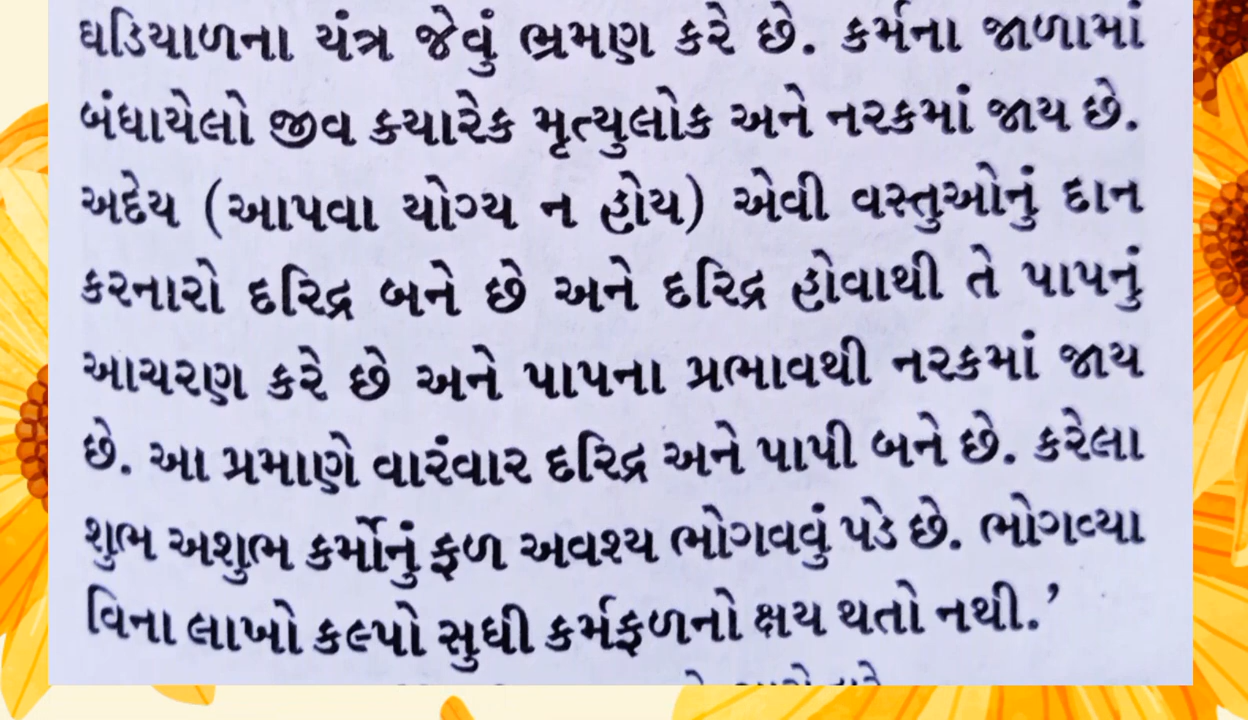 ઘડિયાળના યંત્ર જેવું ભ્રમણ કરે છે. કર્મના જાળામાં
બંધાયેલો જીવ કયારેક મૃત્યુલોક અને નરકમાં જાય છે.
અદેય (આપવા યોગ્ય ન હોય) એવી વસ્તુઓનું દાન
કરનારો દરિદ્ર બને છે અને દરિદ્ર હોવાથી તે પાપનું
આચરણ કરે છે અને પાપના પ્રભાવથી નરકમાં જાય
છે. આ પ્રમાણે વારંવાર દરિદ્ર અને પાપી બને છે. કરેલા
શુભ અશુભ કર્મોનું ફળ અવશ્ય ભોગવવું પડે છે. ભોગવ્યા
વિના લાખો કલ્પો સુધી કર્મફળનો ક્ષય થતો નથી.’